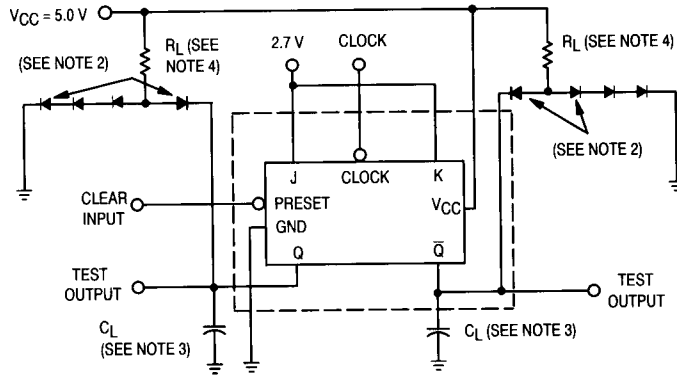 VCC = 5.0 V
RL (SEE
NOTE 4)
2.7 V
CLOCK
RL (SEE NOTE 4)
(SEE NOTE 2)
(SEE NOTE 2)
J
CLOCK
K
CLEAR
INPUT
PRESET
VCC
GND
Q
Q̅
TEST
OUTPUT
TEST
OUTPUT
CL
(SEE NOTE 3)
CL (SEE NOTE 3)